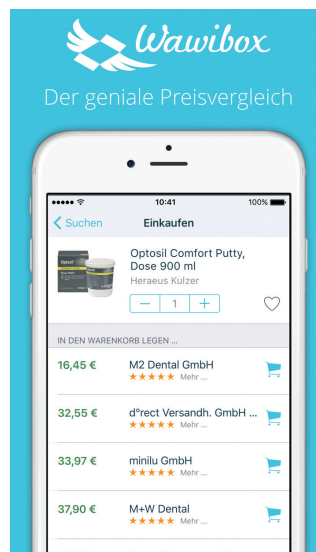 Wawibox
Der geniale Preisvergleich
10:41
100%
Suchen
Einkaufen
Optosil
Optosil Comfort Putty,
Dose 900 ml
Heraeus Kulzer
— 1 +
IN DEN WARENKORB LEGEN ...
16,45 €
M2 Dental GmbH
★★★★★ Mehr ...
32,55 €
d°rect Versandh. GmbH ...
★★★★★ Mehr ...
33,97 €
minilu GmbH
★★★★★ Mehr ...
37,90 €
M+W Dental
★★★★★ Mehr ...